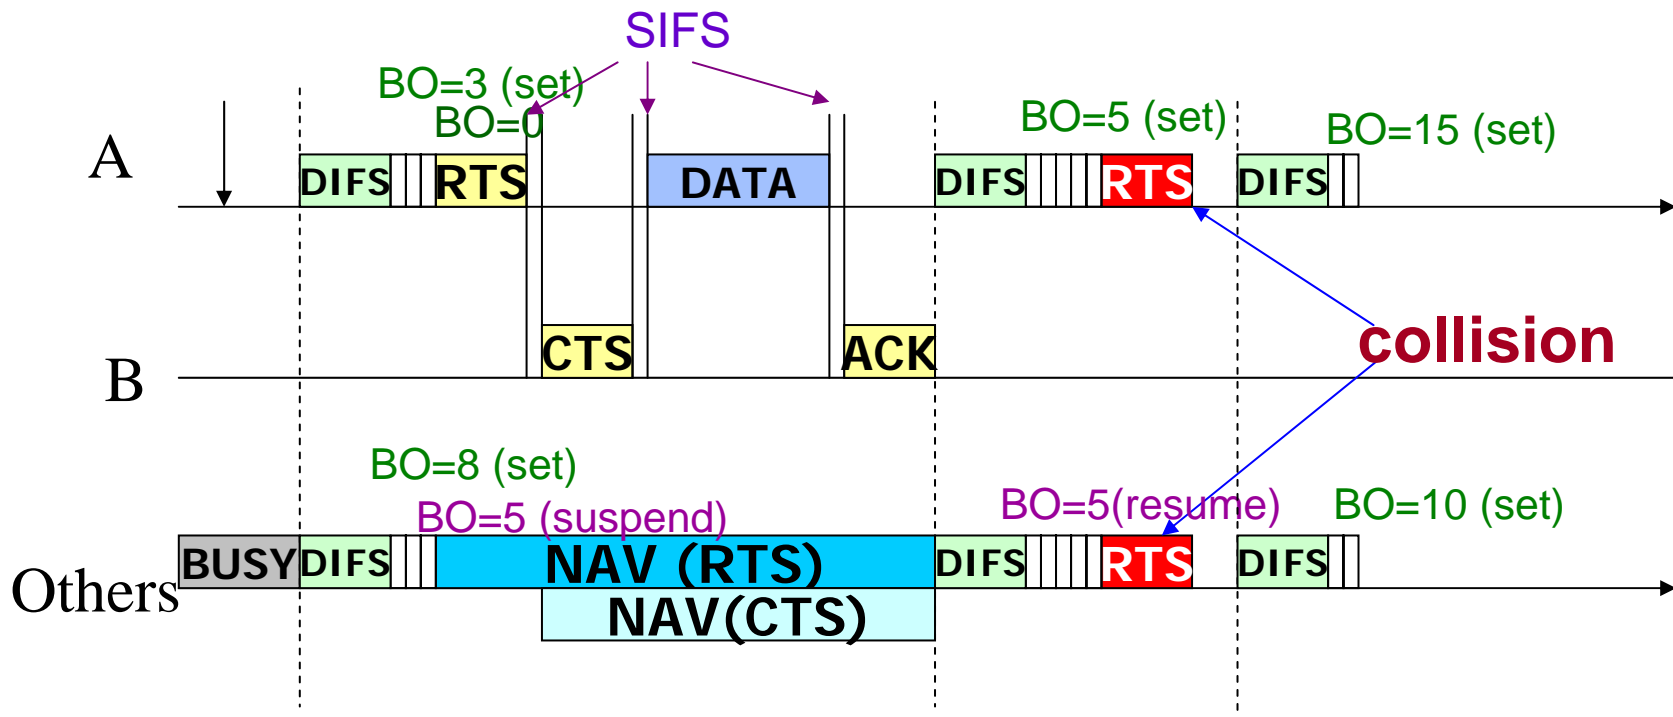 SIFS
BO=3 (set)
BO=0
BO=5 (set)
BO=15 (set)
A
DIFS RTS DATA DIFS RTS DIFS
CTS ACK
collision
B
BO=8 (set)
BO=5 (suspend)
BO=5(resume)
BO=10 (set)
Others
BUSY DIFS NAV (RTS) DIFS RTS DIFS
NAV(CTS)